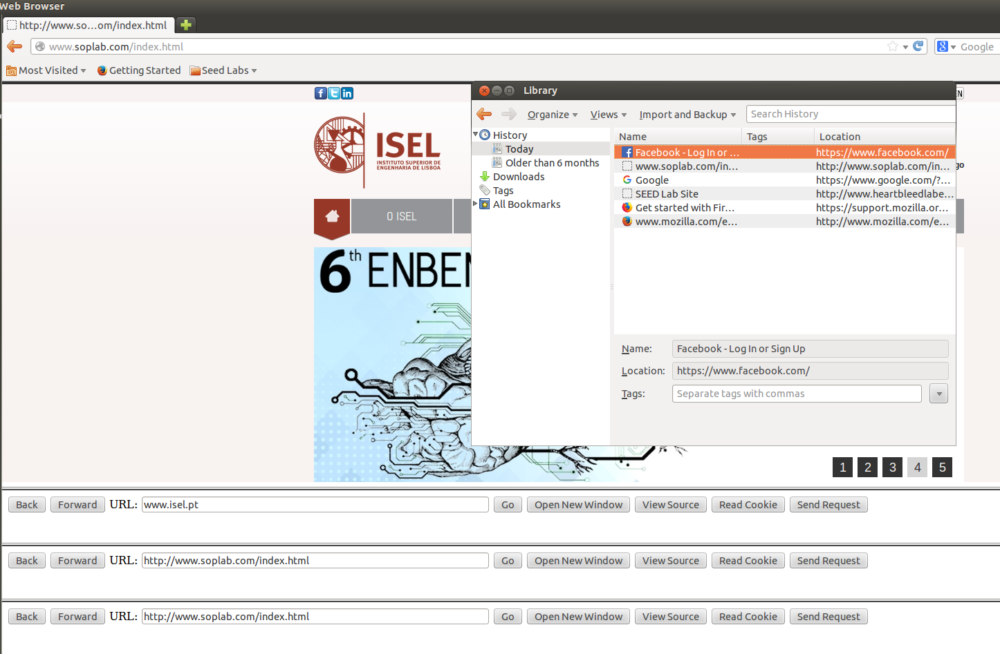 Web Browser
http://www.so...om/index.html
www.soplab.com/index.html
Google
Most Visited
Getting Started
Seed Labs
ISEL
INSTITUTO SUPERIOR DE
ENGENHARIA DE LISBOA
O ISEL
6th ENBEN
Library
Organize
Views
Import and Backup
Search History
History
Today
Older than 6 months
Downloads
Tags
All Bookmarks
Name Tags Location
Facebook - Log In or ... https://www.facebook.com/
www.soplab.com/in... http://www.soplab.com/in...
Google https://www.google.com/?...
SEED Lab Site http://www.heartbleedlabe...
Get started with Fir... https://support.mozilla.or...
www.mozilla.com/e... http://www.mozilla.com/e...
Name: Facebook - Log In or Sign Up
Location: https://www.facebook.com/
Tags: Separate tags with commas
1 2 3 4 5
Back Forward URL: www.isel.pt Go Open New Window View Source Read Cookie Send Request
Back Forward URL: http://www.soplab.com/index.html Go Open New Window View Source Read Cookie Send Request
Back Forward URL: http://www.soplab.com/index.html Go Open New Window View Source Read Cookie Send Request